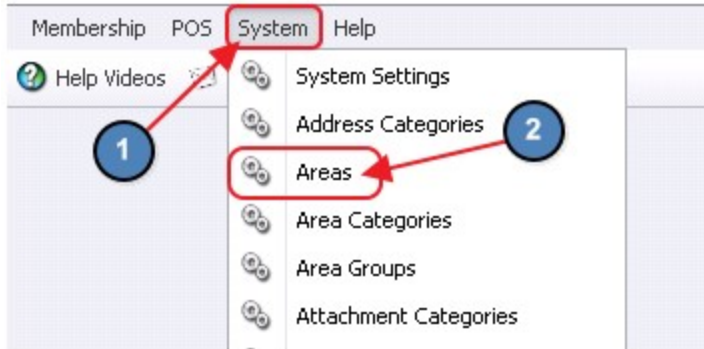 Membership POS System Help
Help Videos
System Settings
Address Categories
Areas
Area Categories
Area Groups
Attachment Categories
1
2